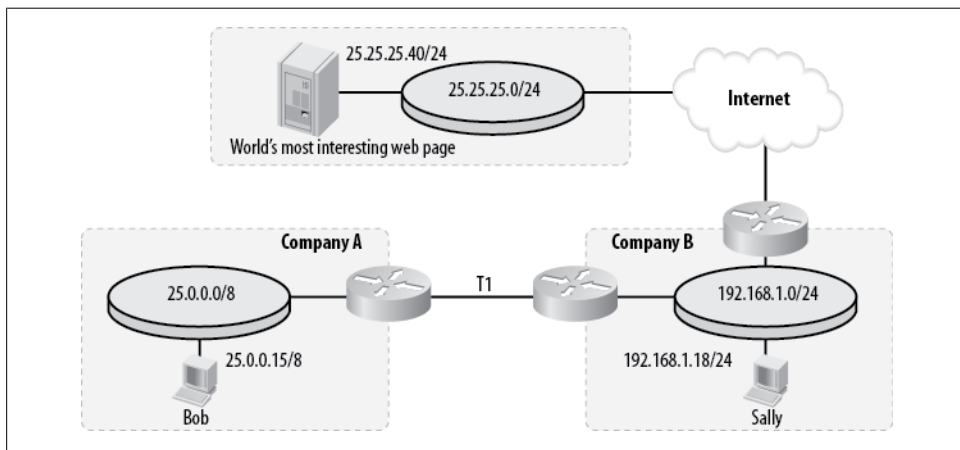 25.25.25.40/24
25.25.25.0/24
Internet
World's most interesting web page
Company A
Company B
25.0.0.0/8
T1
192.168.1.0/24
25.0.0.15/8
192.168.1.18/24
Bob
Sally